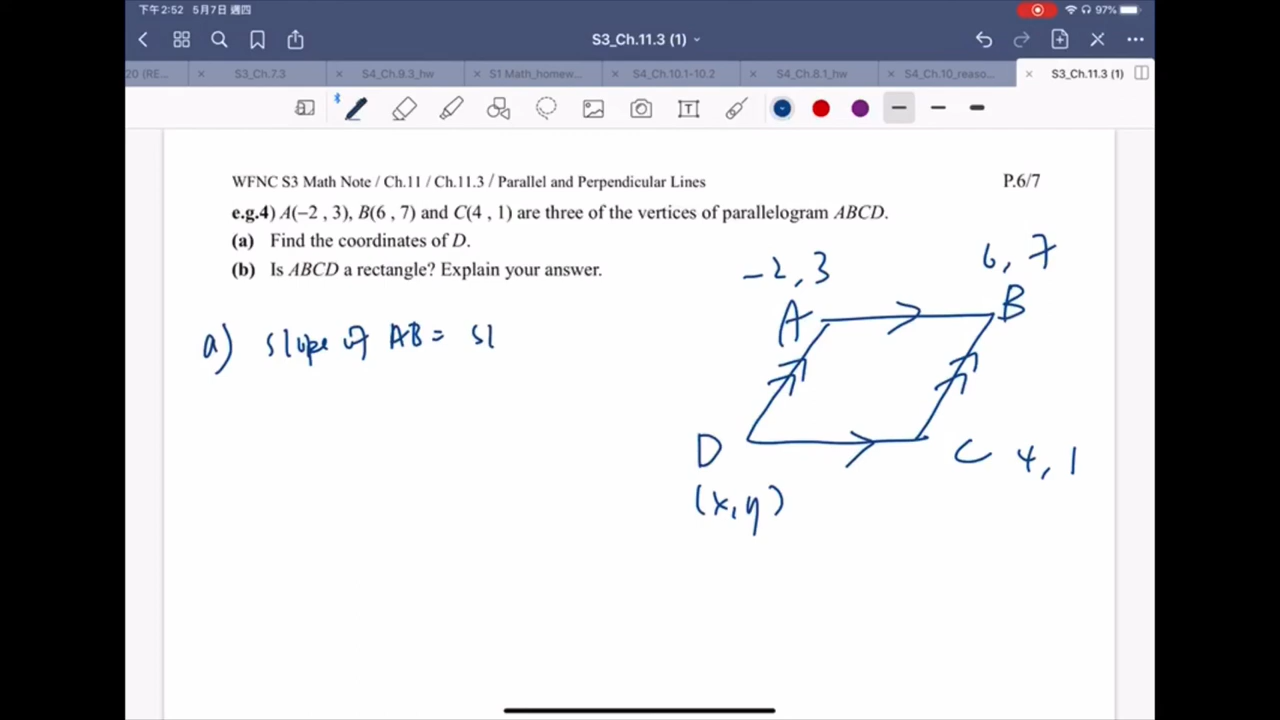 下午2:52 5月7日 週四
97%
S3_Ch.11.3 (1)
20 (RE...
S3_Ch.7.3
S4_Ch.9.3_hw
S1 Math_homew...
S4_Ch.10.1-10.2
S4_Ch.8.1_hw
S4_Ch.10_reaso...
S3_Ch.11.3 (1)
WFNC S3 Math Note / Ch.11 / Ch.11.3 / Parallel and Perpendicular Lines P.6/7
e.g.4) A(−2 , 3), B(6 , 7) and C(4 , 1) are three of the vertices of parallelogram ABCD.
(a) Find the coordinates of D.
(b) Is ABCD a rectangle? Explain your answer.
−2, 3
6, 7
A
B
a) slope of AB = sl
D
C 4, 1
(x, y)